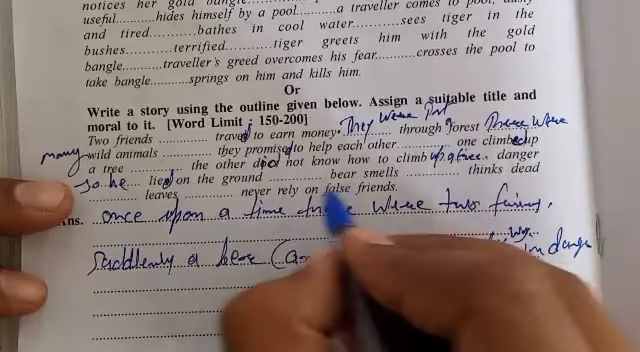 notices her gold bangle
useful..........hides himself by a pool..........a traveller comes to pool, dusty
and tired..........bathes in cool water..........sees tiger in the
bushes..........terrified..........tiger greets him with the gold
bangle..........traveller's greed overcomes his fear..........crosses the pool to
take bangle..........springs on him and kills him.
Or
Write a story using the outline given below. Assign a suitable title and
moral to it. [Word Limit : 150-200]
Two friends .......... travel to earn money. They were .......... through forest There were
many wild animals .......... they promised to help each other .......... one climbed up
a tree .......... the other did not know how to climb up a tree. danger
so he lied on the ground .......... bear smells .......... thinks dead
.......... leaves .......... never rely on false friends.
Ans. once upon a time there were two
Suddenly a bear
in danger